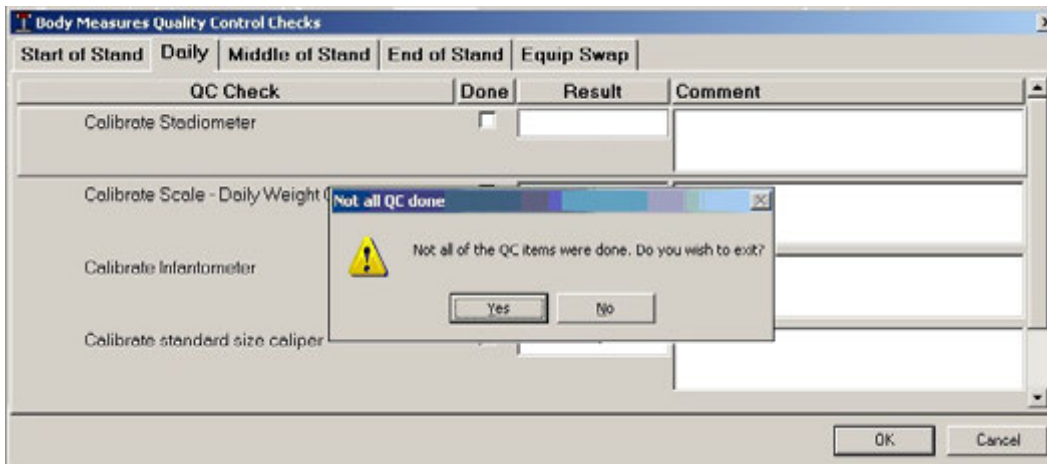 Body Measures Quality Control Checks
Start of Stand Daily Middle of Stand End of Stand Equip Swap
QC Check Done Result Comment
Calibrate Stadiometer
Calibrate Scale - Daily Weight
Not all QC done
Not all of the QC items were done. Do you wish to exit?
Calibrate Infantometer
Yes No
Calibrate standard size caliper
OK Cancel